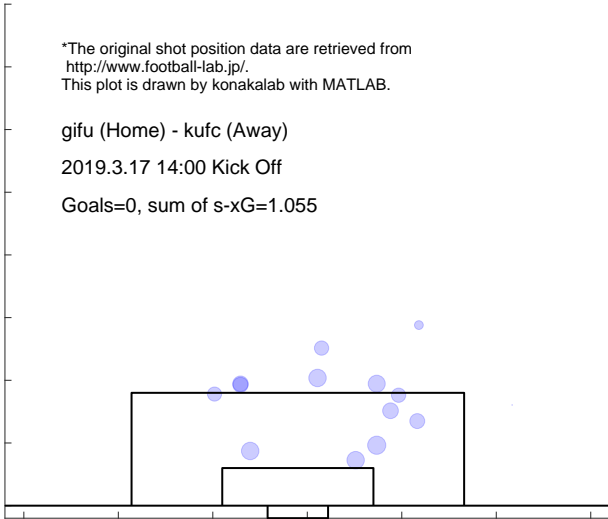 *The original shot position data are retrieved from
http://www.football-lab.jp/.
This plot is drawn by konakalab with MATLAB.
gifu (Home) - kufc (Away)
2019.3.17 14:00 Kick Off
Goals=0, sum of s-xG=1.055